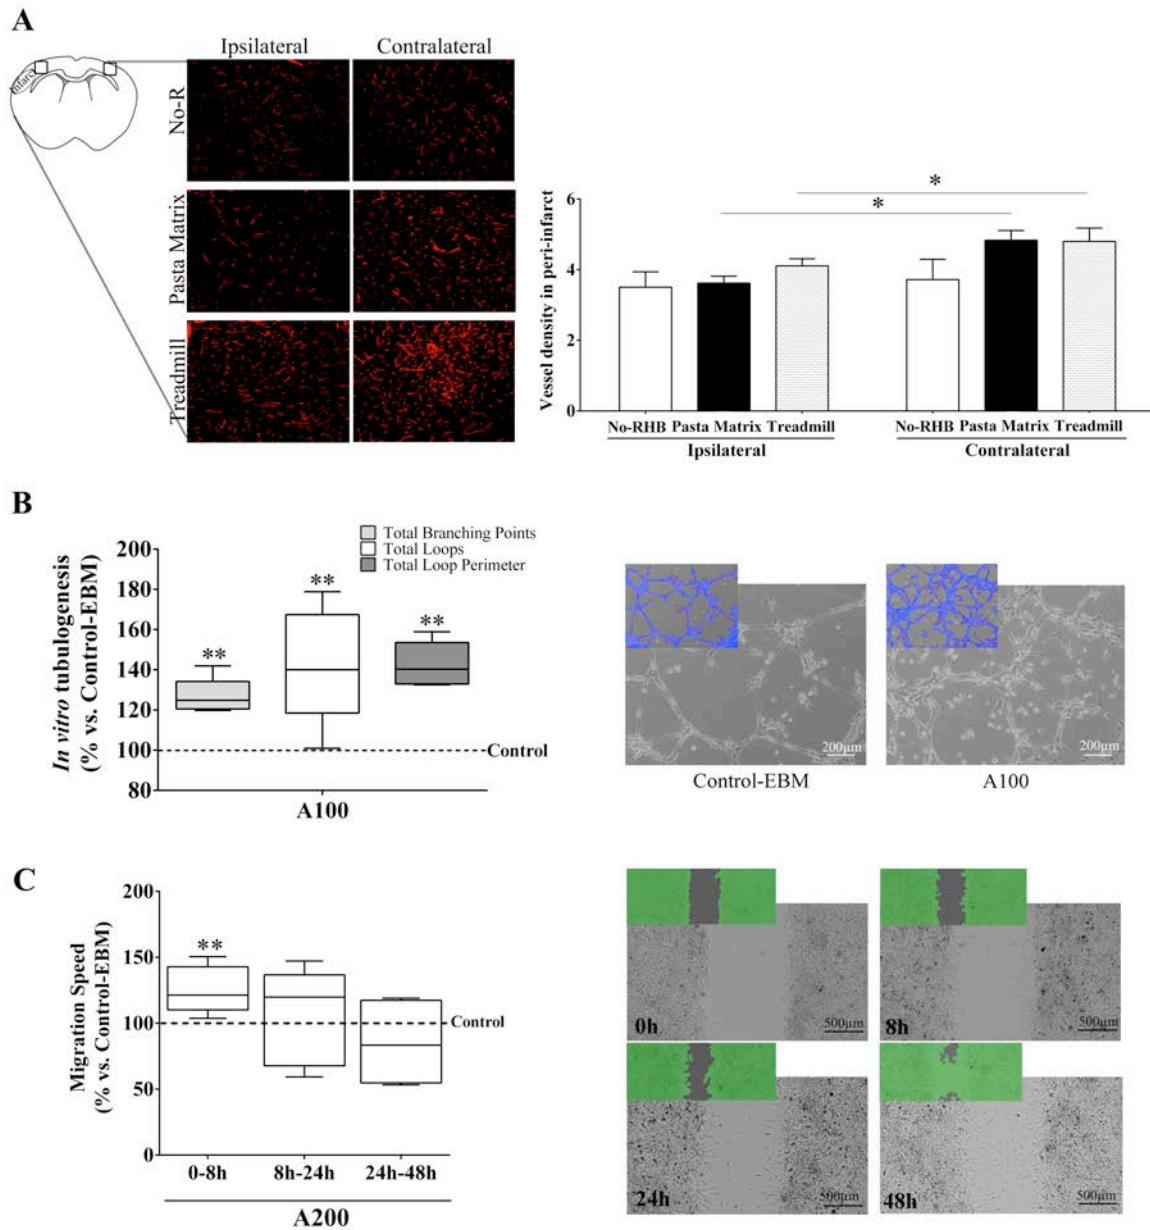 A
Ipsilateral Contralateral
Infarct
No-R
Pasta Matrix
Treadmill
Vessel density in peri-infarct
6
4
2
0
*
*
No-RHB Pasta Matrix Treadmill No-RHB Pasta Matrix Treadmill
Ipsilateral Contralateral
B
In vitro tubulogenesis
(% vs. Control-EBM)
200
180
160
140
120
100
80
Total Branching Points
Total Loops
Total Loop Perimeter
**
**
**
Control
A100
200µm
200µm
Control-EBM A100
C
Migration Speed
(% vs. Control-EBM)
200
150
100
50
0
**
Control
0-8h 8h-24h 24h-48h
A200
0h 500µm
8h 500µm
24h 500µm
48h 500µm